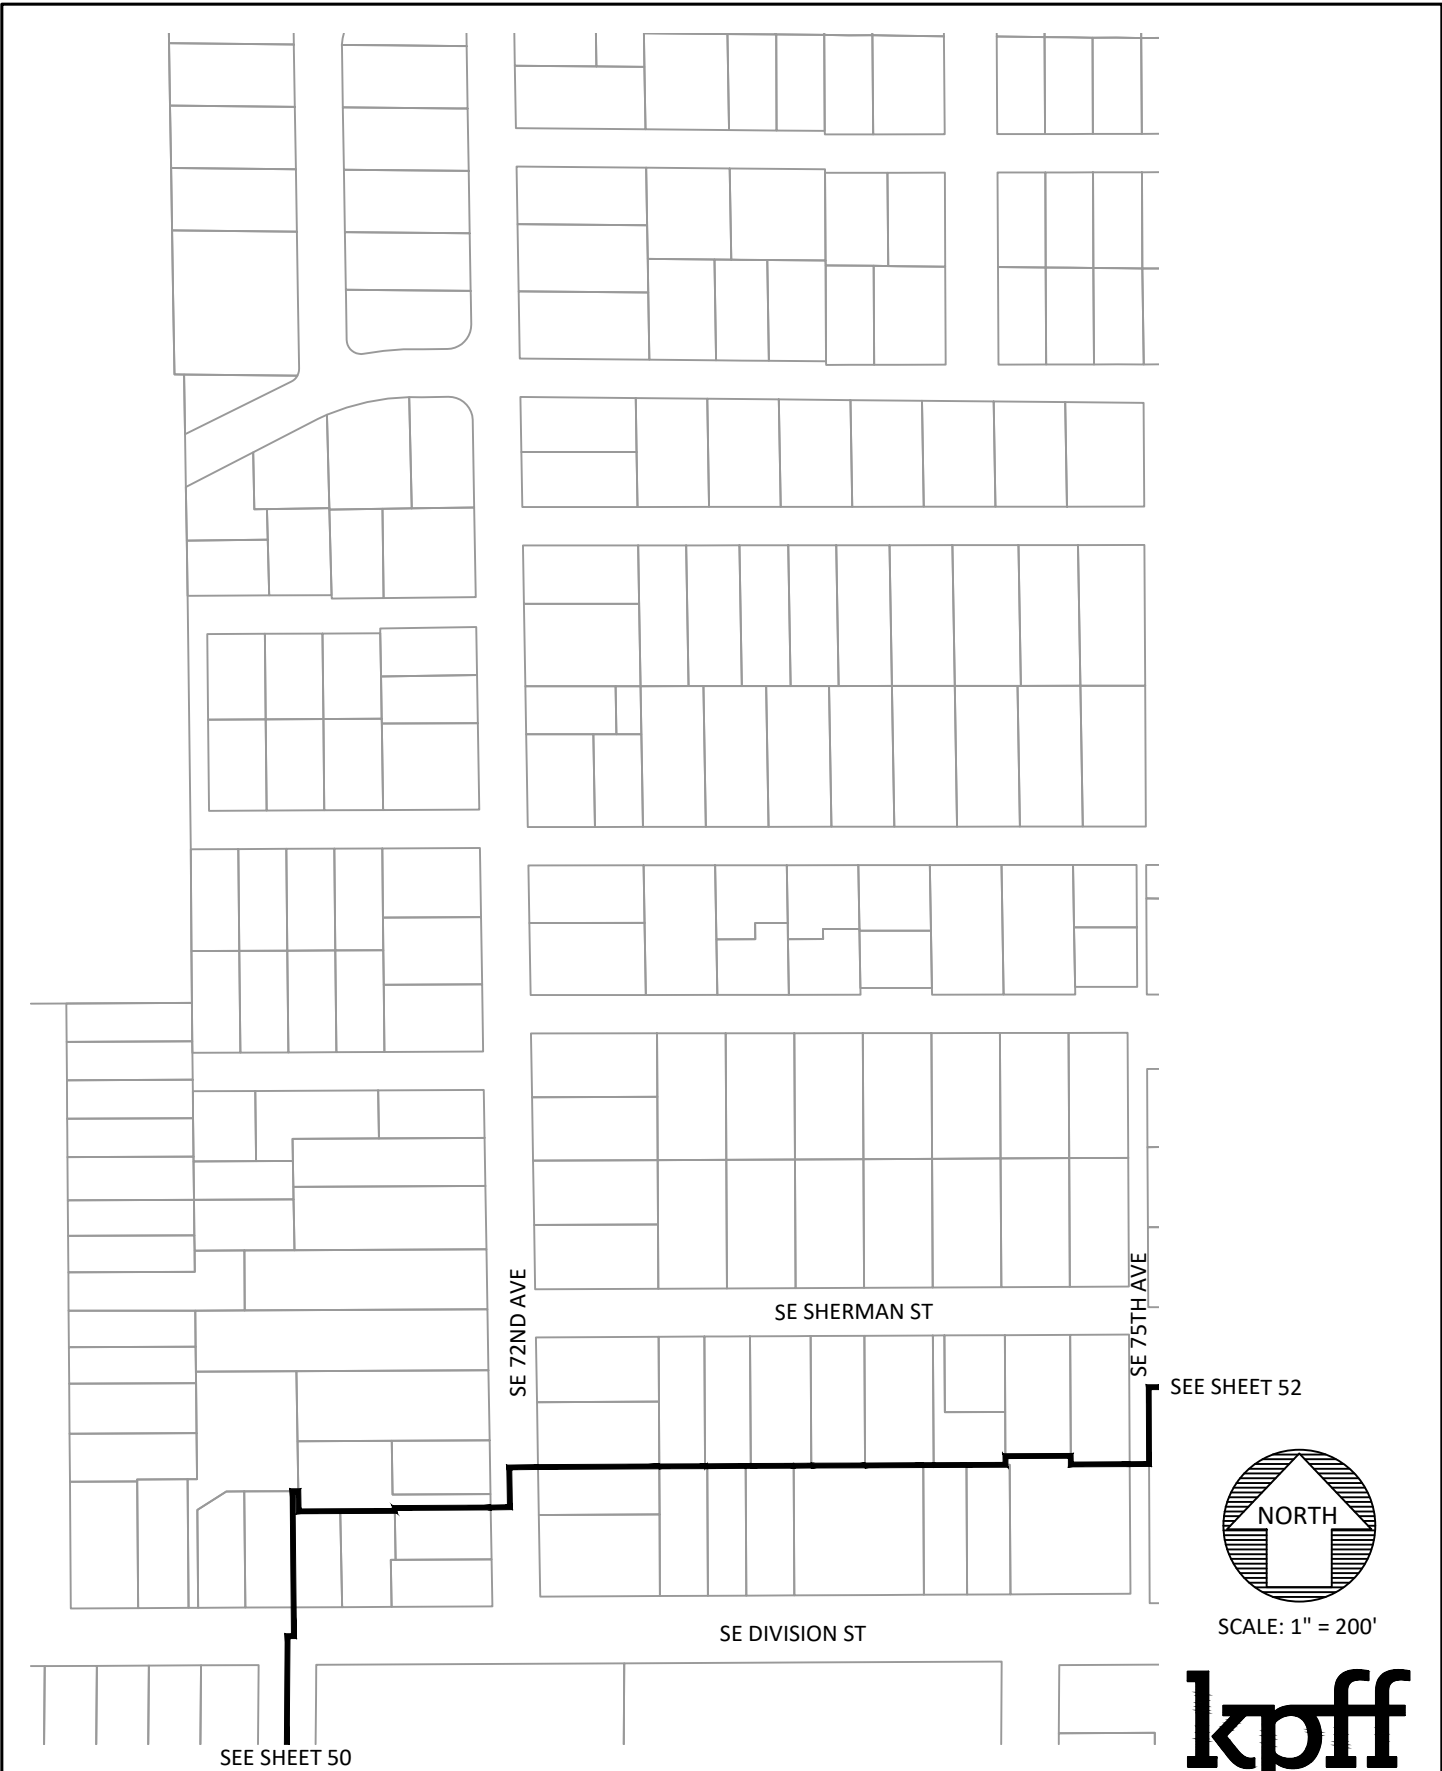 SE 72ND AVE
SE SHERMAN ST
SE 75TH AVE
SEE SHEET 52
NORTH
SCALE: 1" = 200'
SE DIVISION ST
kpff
SEE SHEET 50